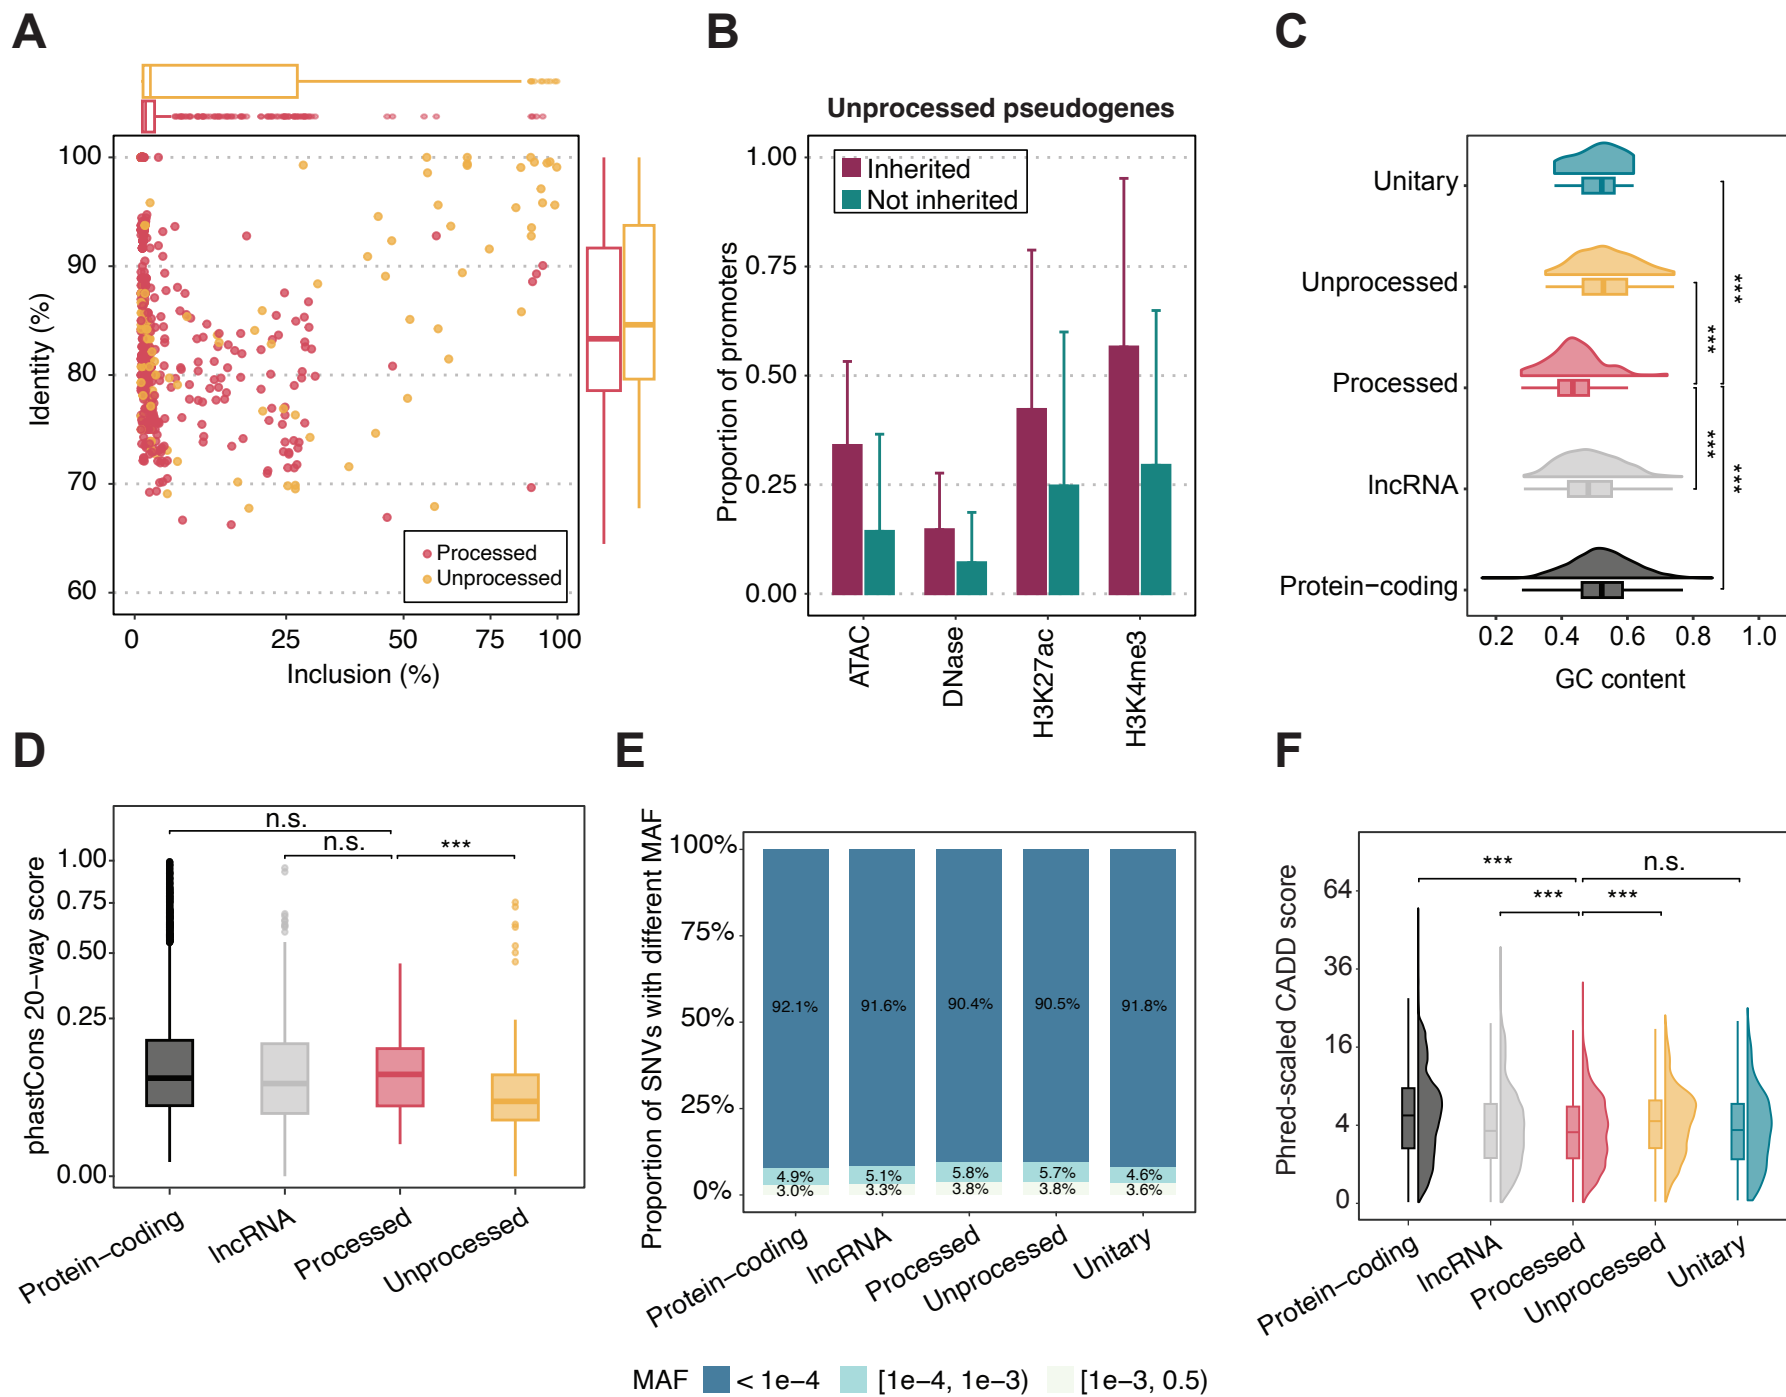 A
100
90
80
70
60
Identity (%)
0 25 50 75 100
Inclusion (%)
Processed
Unprocessed
B
Unprocessed pseudogenes
1.00
0.75
0.50
0.25
0.00
Proportion of promoters
Inherited
Not inherited
ATAC
DNase
H3K27ac
H3K4me3
C
Unitary
Unprocessed
Processed
lncRNA
Protein−coding
***
***
***
***
0.2 0.4 0.6 0.8 1.0
GC content
D
n.s.
n.s.
***
1.00
0.75
0.50
0.25
0.00
phastCons 20−way score
Protein−coding
lncRNA
Processed
Unprocessed
E
100%
75%
50%
25%
0%
Proportion of SNVs with different MAF
92.1% 91.6% 90.4% 90.5% 91.8%
4.9% 5.1% 5.8% 5.7% 4.6%
3.0% 3.3% 3.8% 3.8% 3.6%
Protein−coding
lncRNA
Processed
Unprocessed
Unitary
MAF < 1e−4 [1e−4, 1e−3) [1e−3, 0.5)
F
*** n.s.
*** ***
64
36
16
4
0
Phred−scaled CADD score
Protein−coding
lncRNA
Processed
Unprocessed
Unitary